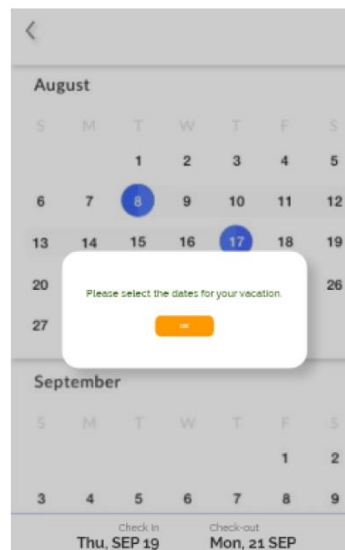 August
S M T W T F S
1 2 3 4 5
6 7 8 9 10 11 12
13 14 15 16 17 18 19
20 26
Please select the dates for your vacation.
OK
27
September
S M T W T F S
1 2
3 4 5 6 7 8 9
Check In Check-out
Thu, SEP 19 Mon, 21 SEP